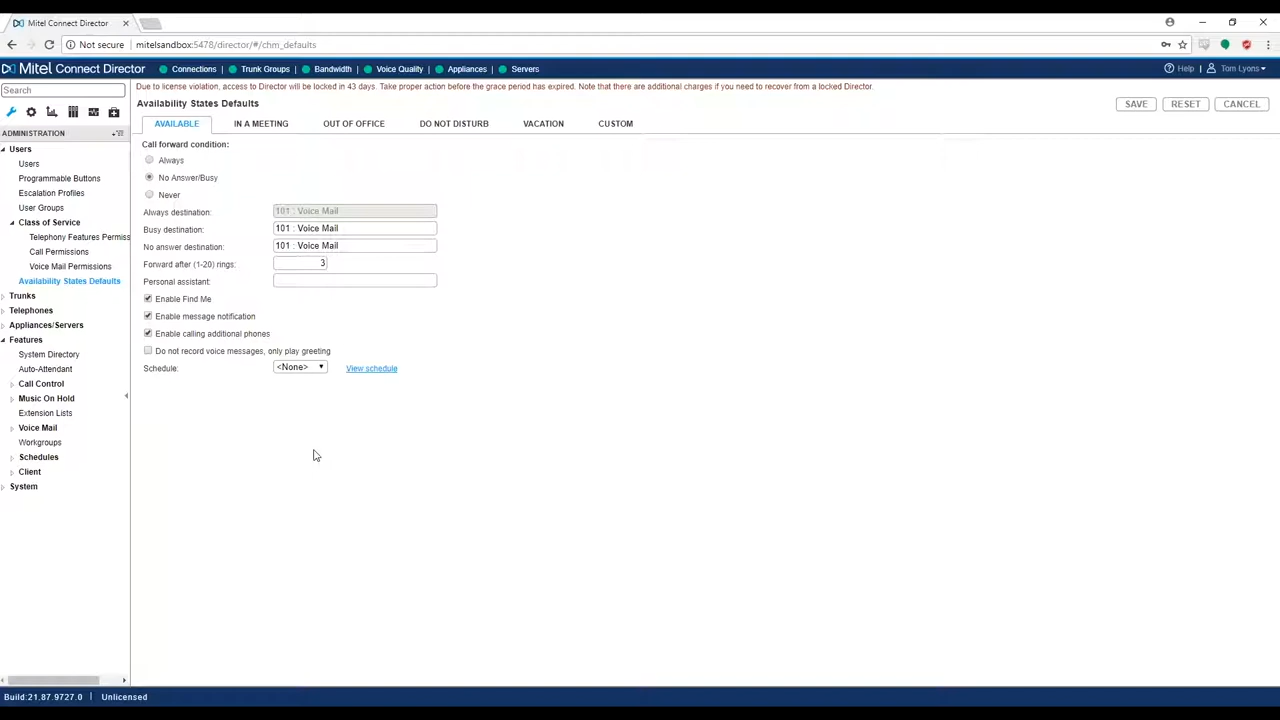 Mitel Connect Director
Not secure | mitelsandbox:5478/director/#/chm_defaults
Mitel Connect Director Connections | Trunk Groups | Bandwidth | Voice Quality | Appliances | Servers Help | Tom Lyons
Search
Due to license violation, access to Director will be locked in 43 days. Take proper action before the grace period has expired. Note that there are additional charges if you need to recover from a locked Director.
Availability States Defaults
SAVE RESET CANCEL
AVAILABLE IN A MEETING OUT OF OFFICE DO NOT DISTURB VACATION CUSTOM
ADMINISTRATION
Users
Users
Programmable Buttons
Escalation Profiles
User Groups
Class of Service
Telephony Features Permiss
Call Permissions
Voice Mail Permissions
Availability States Defaults
Trunks
Telephones
Appliances/Servers
Features
System Directory
Auto-Attendant
Call Control
Music On Hold
Extension Lists
Voice Mail
Workgroups
Schedules
Client
System
Call forward condition:
Always
No Answer/Busy
Never
Always destination: 101 : Voice Mail
Busy destination: 101 : Voice Mail
No answer destination: 101 : Voice Mail
Forward after (1-20) rings: 3
Personal assistant:
Enable Find Me
Enable message notification
Enable calling additional phones
Do not record voice messages, only play greeting
Schedule: <None> View schedule
Build:21.87.9727.0 | Unlicensed